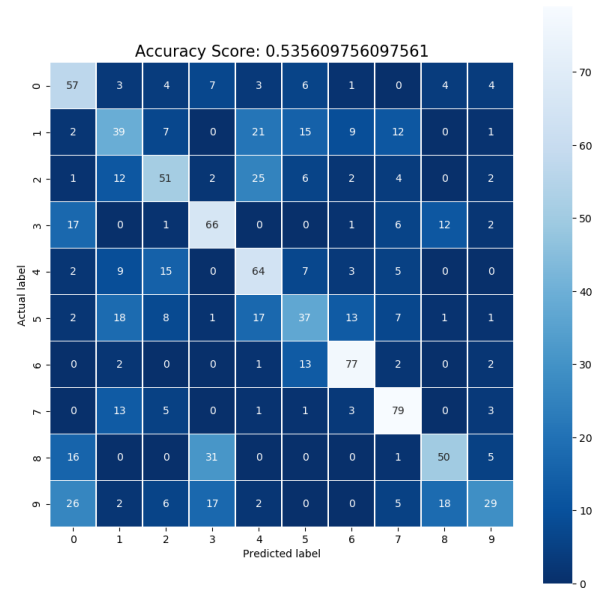 Accuracy Score: 0.535609756097561
0 57 3 4 7 3 6 1 0 4 4
1 2 39 7 0 21 15 9 12 0 1
2 1 12 51 2 25 6 2 4 0 2
3 17 0 1 66 0 0 1 6 12 2
4 2 9 15 0 64 7 3 5 0 0
5 2 18 8 1 17 37 13 7 1 1
6 0 2 0 0 1 13 77 2 0 2
7 0 13 5 0 1 1 3 79 0 3
8 16 0 0 31 0 0 0 1 50 5
9 26 2 6 17 2 0 0 5 18 29
0 1 2 3 4 5 6 7 8 9
Actual label
Predicted label
70
60
50
40
30
20
10
0